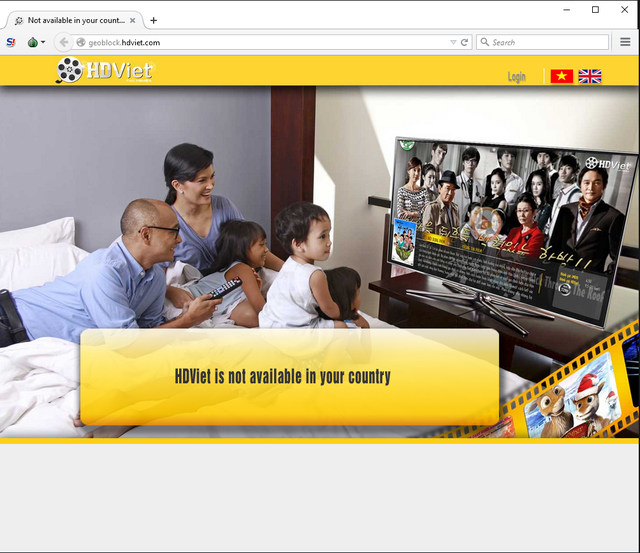 Not available in your count...
geoblock.hdviet.com
Search
HDViet
Login
HDViet
Through The Roof
HDViet is not available in your country